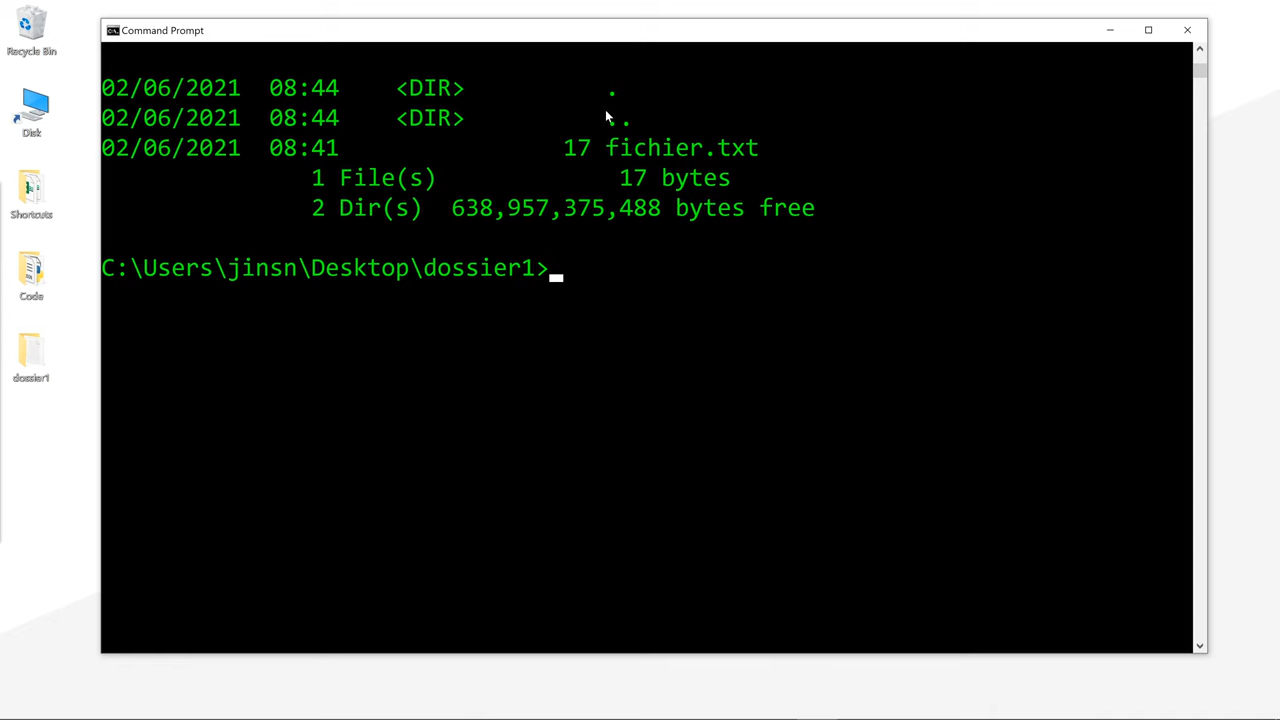 Recycle Bin
Disk
Shortcuts
Code
dossier1
Command Prompt
02/06/2021  08:44    <DIR>          .
02/06/2021  08:44    <DIR>          ..
02/06/2021  08:41                17 fichier.txt
1 File(s)             17 bytes
2 Dir(s)  638,957,375,488 bytes free
C:\Users\jinsn\Desktop\dossier1>